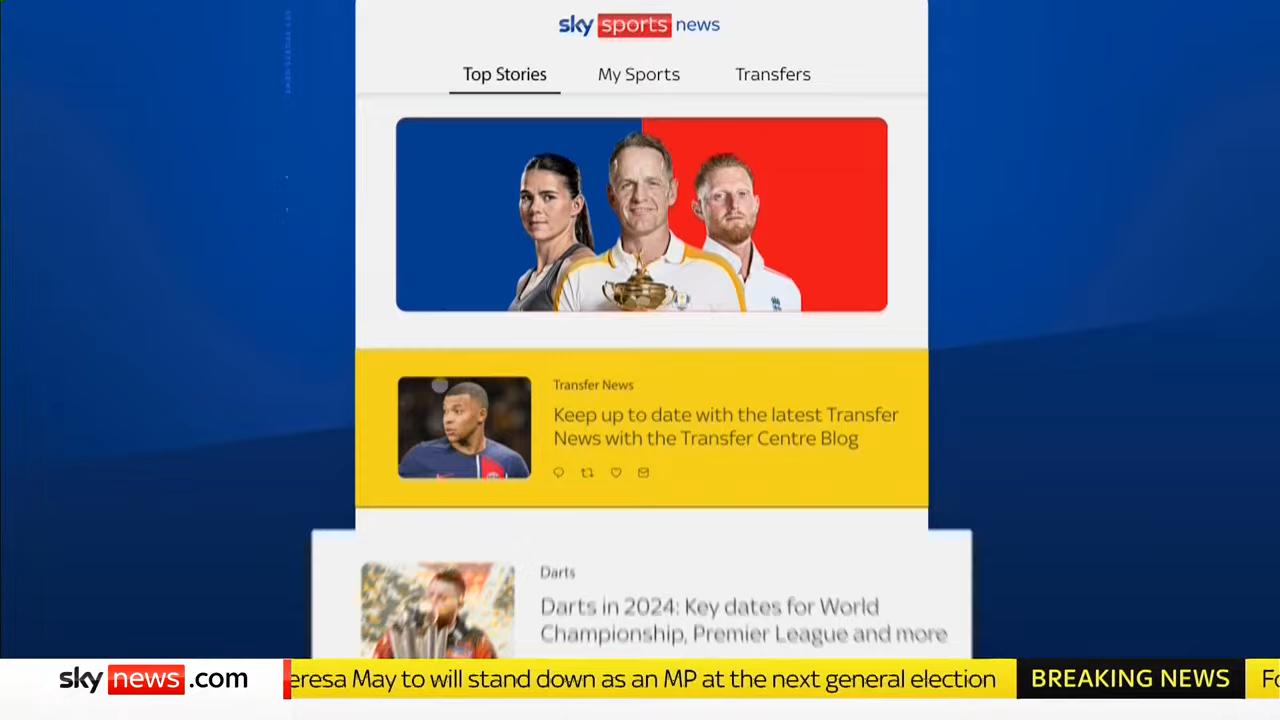 sky sports news
Top Stories My Sports Transfers
Transfer News
Keep up to date with the latest Transfer
News with the Transfer Centre Blog
Darts
Darts in 2024: Key dates for World
Championship, Premier League and more
sky news .com
eresa May to will stand down as an MP at the next general election
BREAKING NEWS
Fo